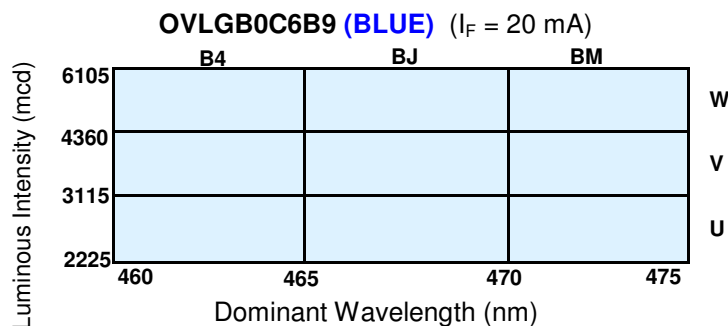 OVLGB0C6B9 (BLUE) (IF = 20 mA)
B4 BJ BM
6105
W
4360
V
3115
U
2225
460 465 470 475
Dominant Wavelength (nm)
Luminous Intensity (mcd)